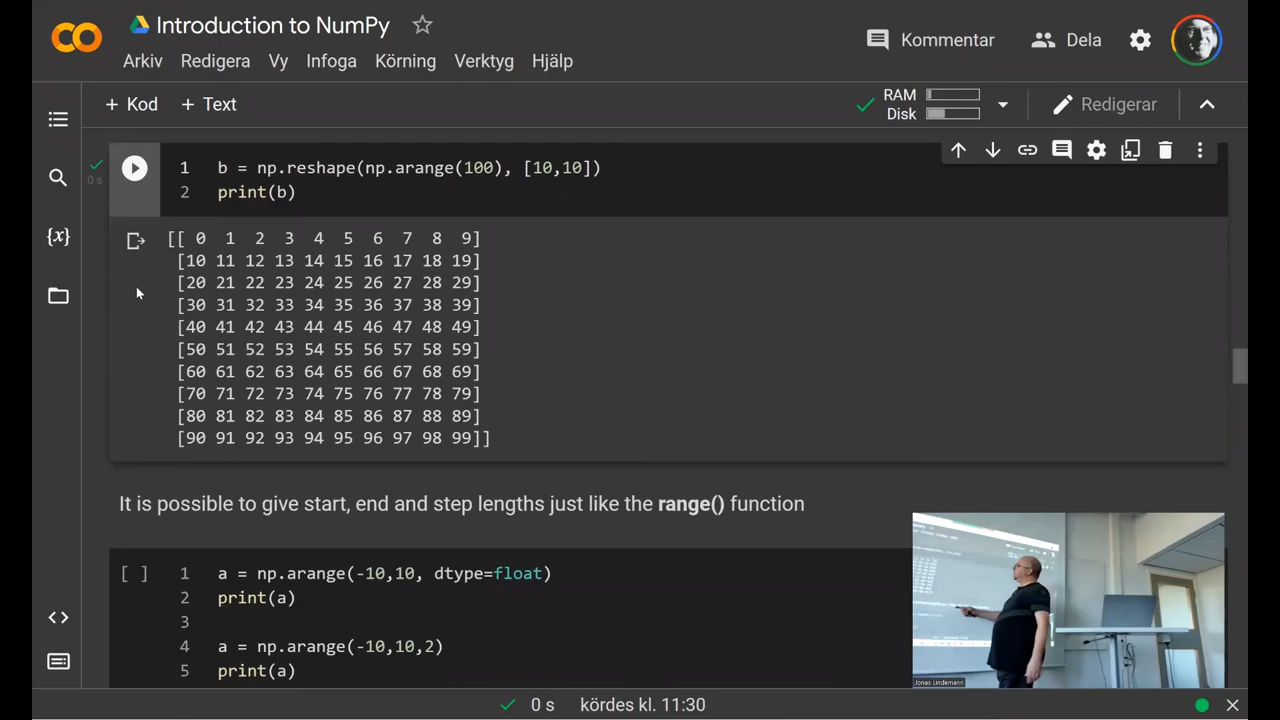 Introduction to NumPy
Arkiv Redigera Vy Infoga Körning Verktyg Hjälp
Kommentar
Dela
+ Kod + Text
RAM
Disk
Redigerar
0 s
1 b = np.reshape(np.arange(100), [10,10])
2 print(b)
[[ 0 1 2 3 4 5 6 7 8 9]
[10 11 12 13 14 15 16 17 18 19]
[20 21 22 23 24 25 26 27 28 29]
[30 31 32 33 34 35 36 37 38 39]
[40 41 42 43 44 45 46 47 48 49]
[50 51 52 53 54 55 56 57 58 59]
[60 61 62 63 64 65 66 67 68 69]
[70 71 72 73 74 75 76 77 78 79]
[80 81 82 83 84 85 86 87 88 89]
[90 91 92 93 94 95 96 97 98 99]]
It is possible to give start, end and step lengths just like the range() function
[ ] 1 a = np.arange(-10,10, dtype=float)
2 print(a)
3
4 a = np.arange(-10,10,2)
5 print(a)
Jonas Lindemann
0 s kördes kl. 11:30